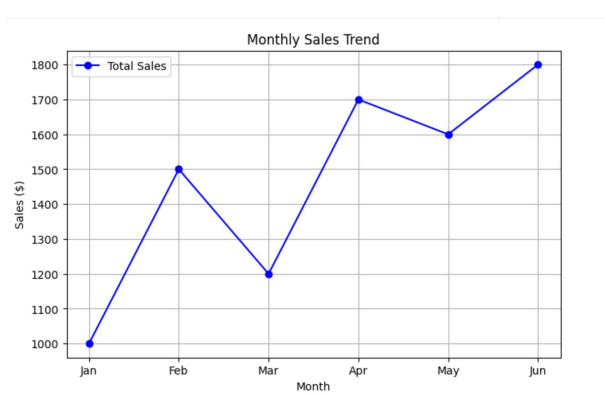 Monthly Sales Trend
Total Sales
1800
1700
1600
1500
1400
1300
1200
1100
1000
Sales ($)
Jan Feb Mar Apr May Jun
Month